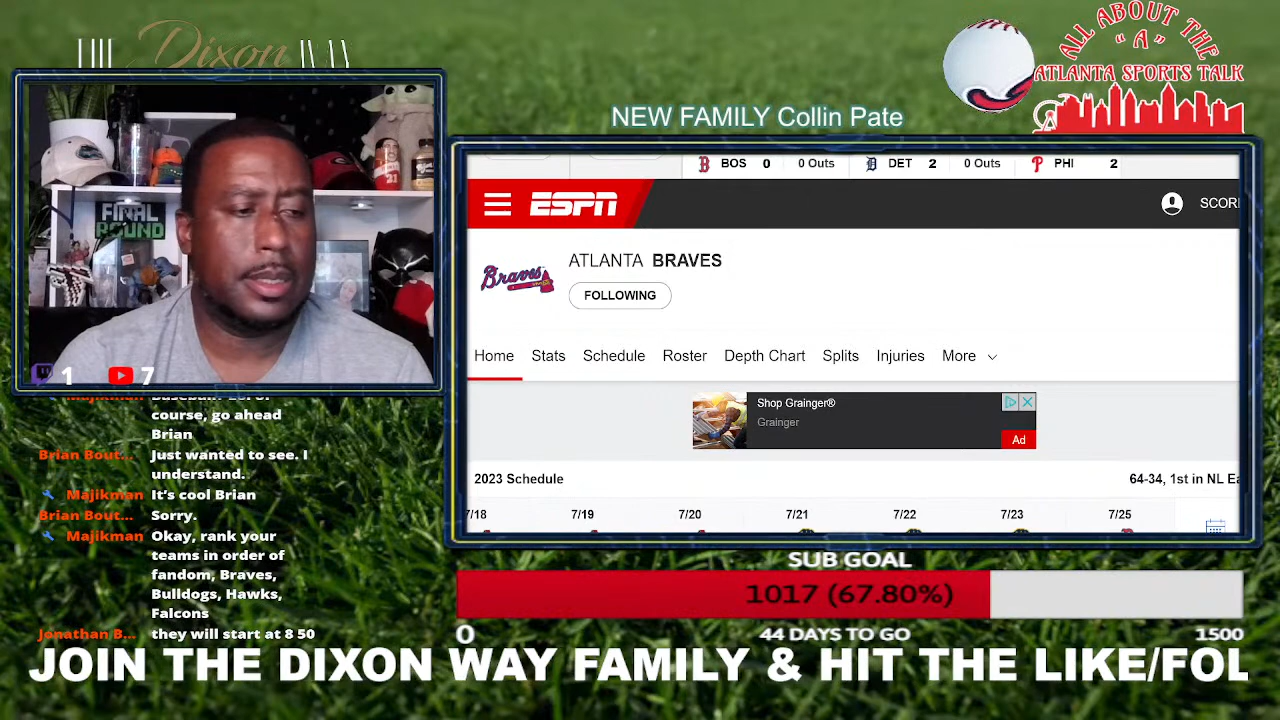 Dixon
ALL ABOUT THE
"A"
ATLANTA SPORTS TALK
NEW FAMILY Collin Pate
BOS 0 0 Outs DET 2 0 Outs PHI 2
ESPN
SCOR
ATLANTA BRAVES
Braves
FOLLOWING
Home Stats Schedule Roster Depth Chart Splits Injuries More
Shop Grainger®
Grainger
Ad
2023 Schedule 64-34, 1st in NL Ea
7/18 7/19 7/20 7/21 7/22 7/23 7/25
FINAL
ROUND
21
1 7
Majikman
course, go ahead
Brian
Brian Bout... Just wanted to see. I
understand.
Majikman It's cool Brian
Brian Bout... Sorry.
Majikman Okay, rank your
teams in order of
fandom, Braves,
Bulldogs, Hawks,
Falcons
Jonathan B... they will start at 8 50
SUB GOAL
1017 (67.80%)
0 44 DAYS TO GO 1500
JOIN THE DIXON WAY FAMILY & HIT THE LIKE/FOL